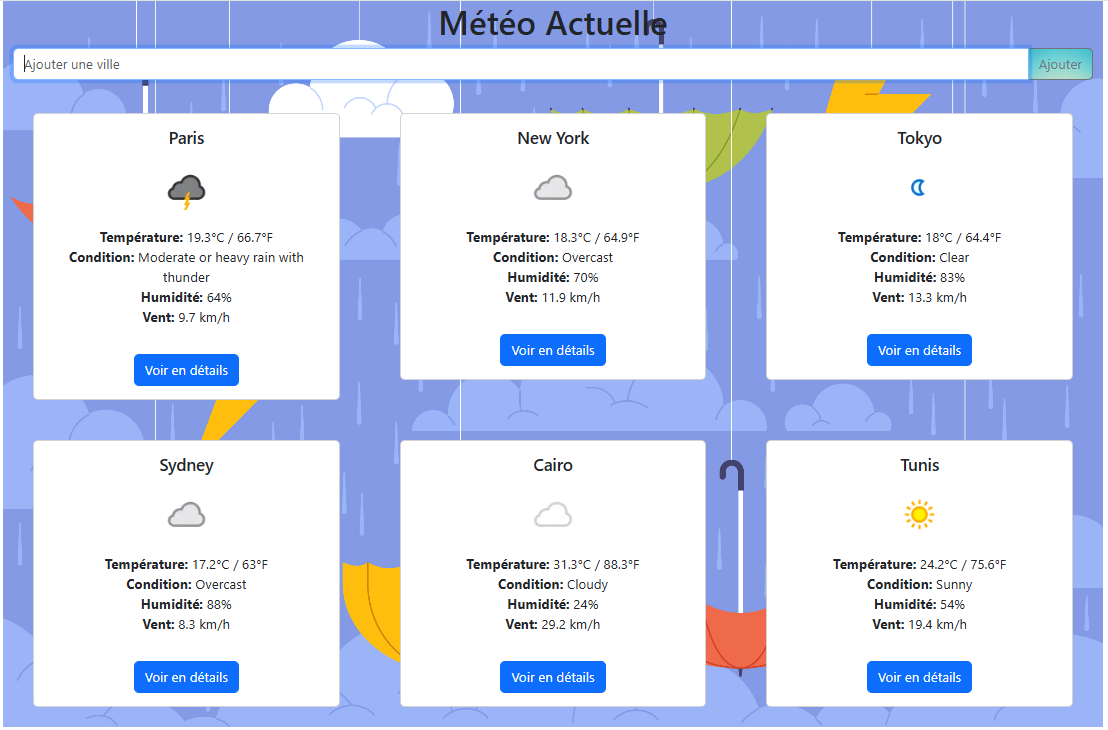 Météo Actuelle
Ajouter une ville
Ajouter
Paris
Température: 19.3°C / 66.7°F
Condition: Moderate or heavy rain with
thunder
Humidité: 64%
Vent: 9.7 km/h
Voir en détails
New York
Température: 18.3°C / 64.9°F
Condition: Overcast
Humidité: 70%
Vent: 11.9 km/h
Voir en détails
Tokyo
Température: 18°C / 64.4°F
Condition: Clear
Humidité: 83%
Vent: 13.3 km/h
Voir en détails
Sydney
Température: 17.2°C / 63°F
Condition: Overcast
Humidité: 88%
Vent: 8.3 km/h
Voir en détails
Cairo
Température: 31.3°C / 88.3°F
Condition: Cloudy
Humidité: 24%
Vent: 29.2 km/h
Voir en détails
Tunis
Température: 24.2°C / 75.6°F
Condition: Sunny
Humidité: 54%
Vent: 19.4 km/h
Voir en détails